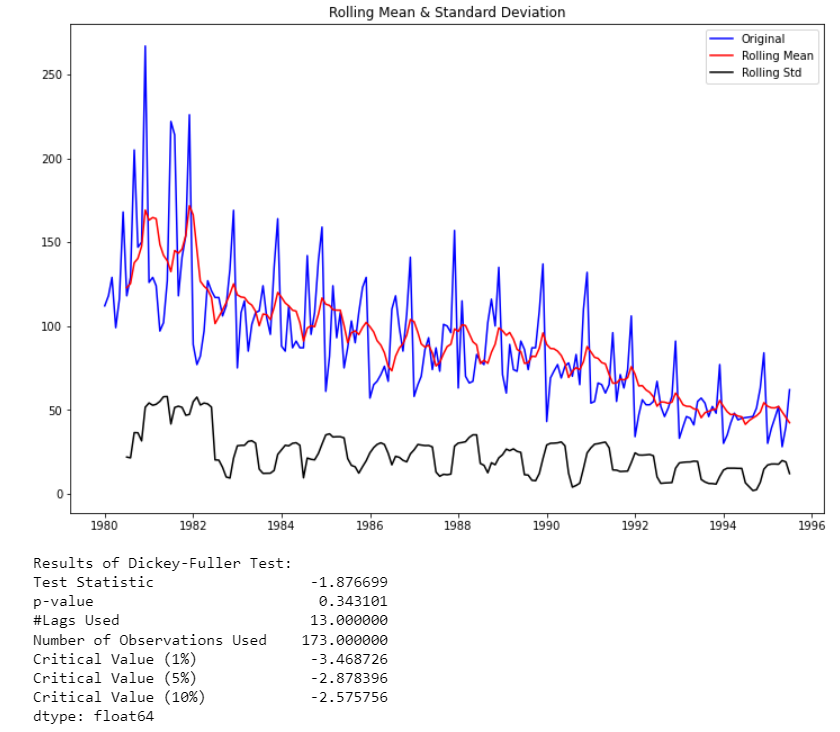 Rolling Mean & Standard Deviation
Original
Rolling Mean
Rolling Std
250
200
150
100
50
0
1980 1982 1984 1986 1988 1990 1992 1994 1996
Results of Dickey-Fuller Test:
Test Statistic -1.876699
p-value 0.343101
#Lags Used 13.000000
Number of Observations Used 173.000000
Critical Value (1%) -3.468726
Critical Value (5%) -2.878396
Critical Value (10%) -2.575756
dtype: float64